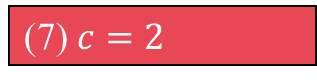 (7) c = 2